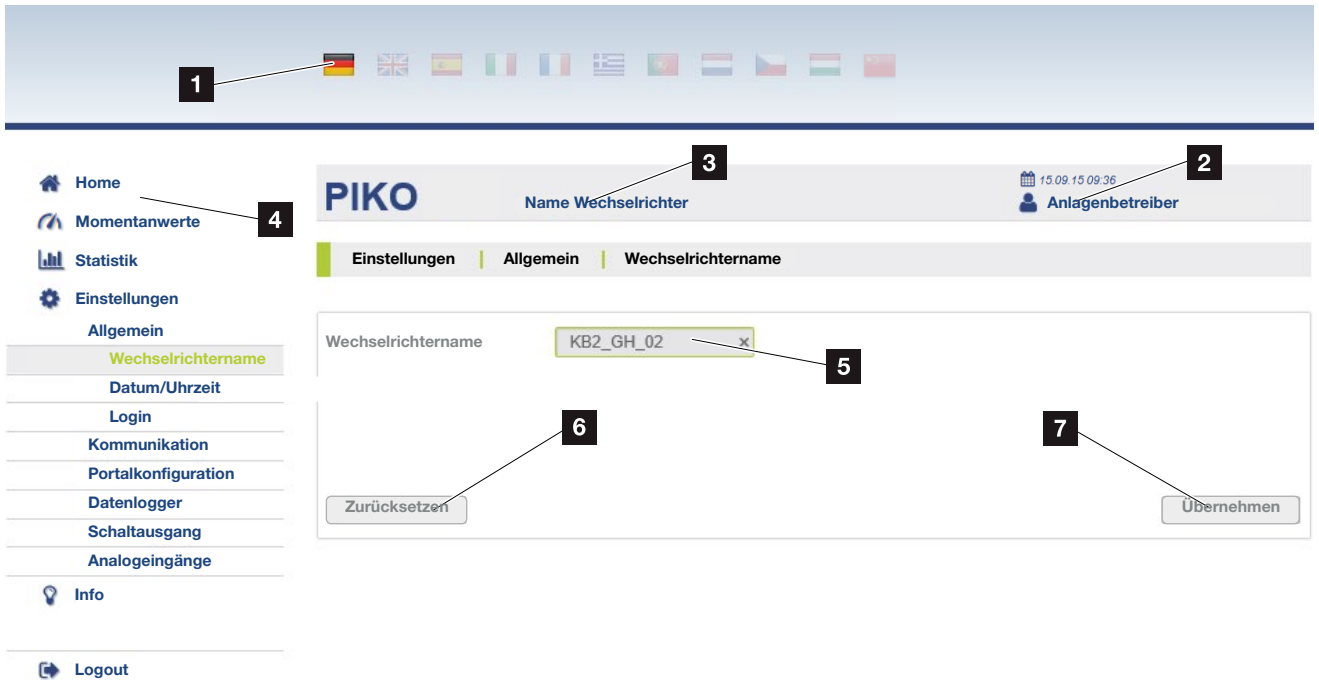 1
Home
Momentanwerte
4
Statistik
Einstellungen
Allgemein
Wechselrichtername
Datum/Uhrzeit
Login
Kommunikation
Portalkonfiguration
Datenlogger
Schaltausgang
Analogeingänge
Info
Logout
PIKO
3
Name Wechselrichter
2
15.09.15 09:36
Anlagenbetreiber
Einstellungen | Allgemein | Wechselrichtername
Wechselrichtername KB2_GH_02 ×
5
6
7
Zurücksetzen Übernehmen